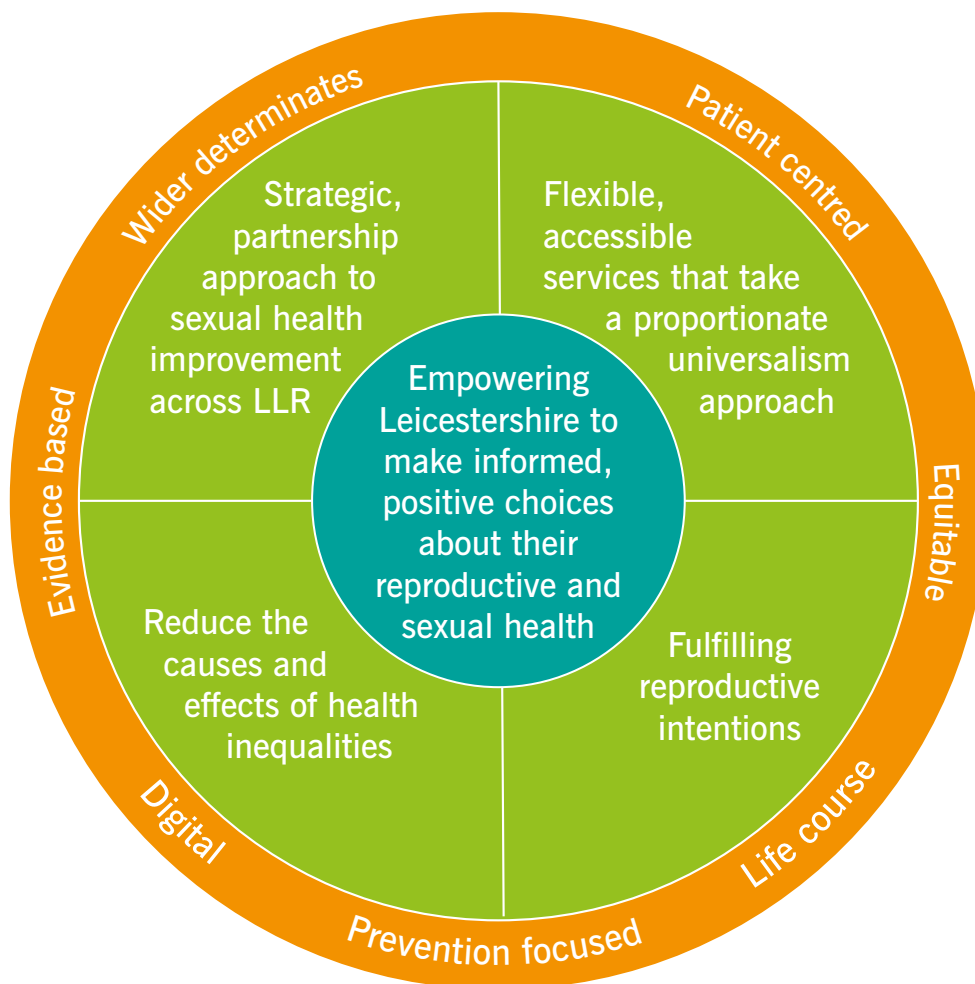 Wider determinates
Patient centred
Equitable
Life course
Prevention focused
Digital
Evidence based
Strategic,
partnership
approach to
sexual health
improvement
across LLR
Flexible,
accessible
services that take
a proportionate
universalism
approach
Empowering
Leicestershire to
make informed,
positive choices
about their
reproductive and
sexual health
Reduce the
causes and
effects of health
inequalities
Fulfilling
reproductive
intentions